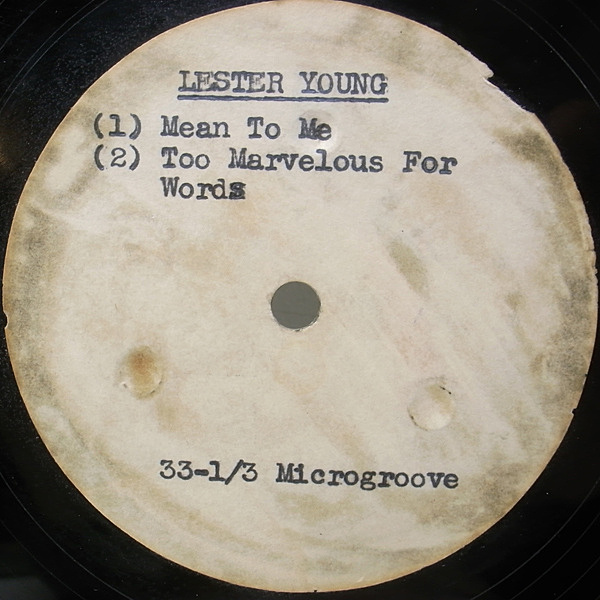 LESTER YOUNG
(1) Mean To Me
(2) Too Marvelous For
Words
33-1/3 Microgroove